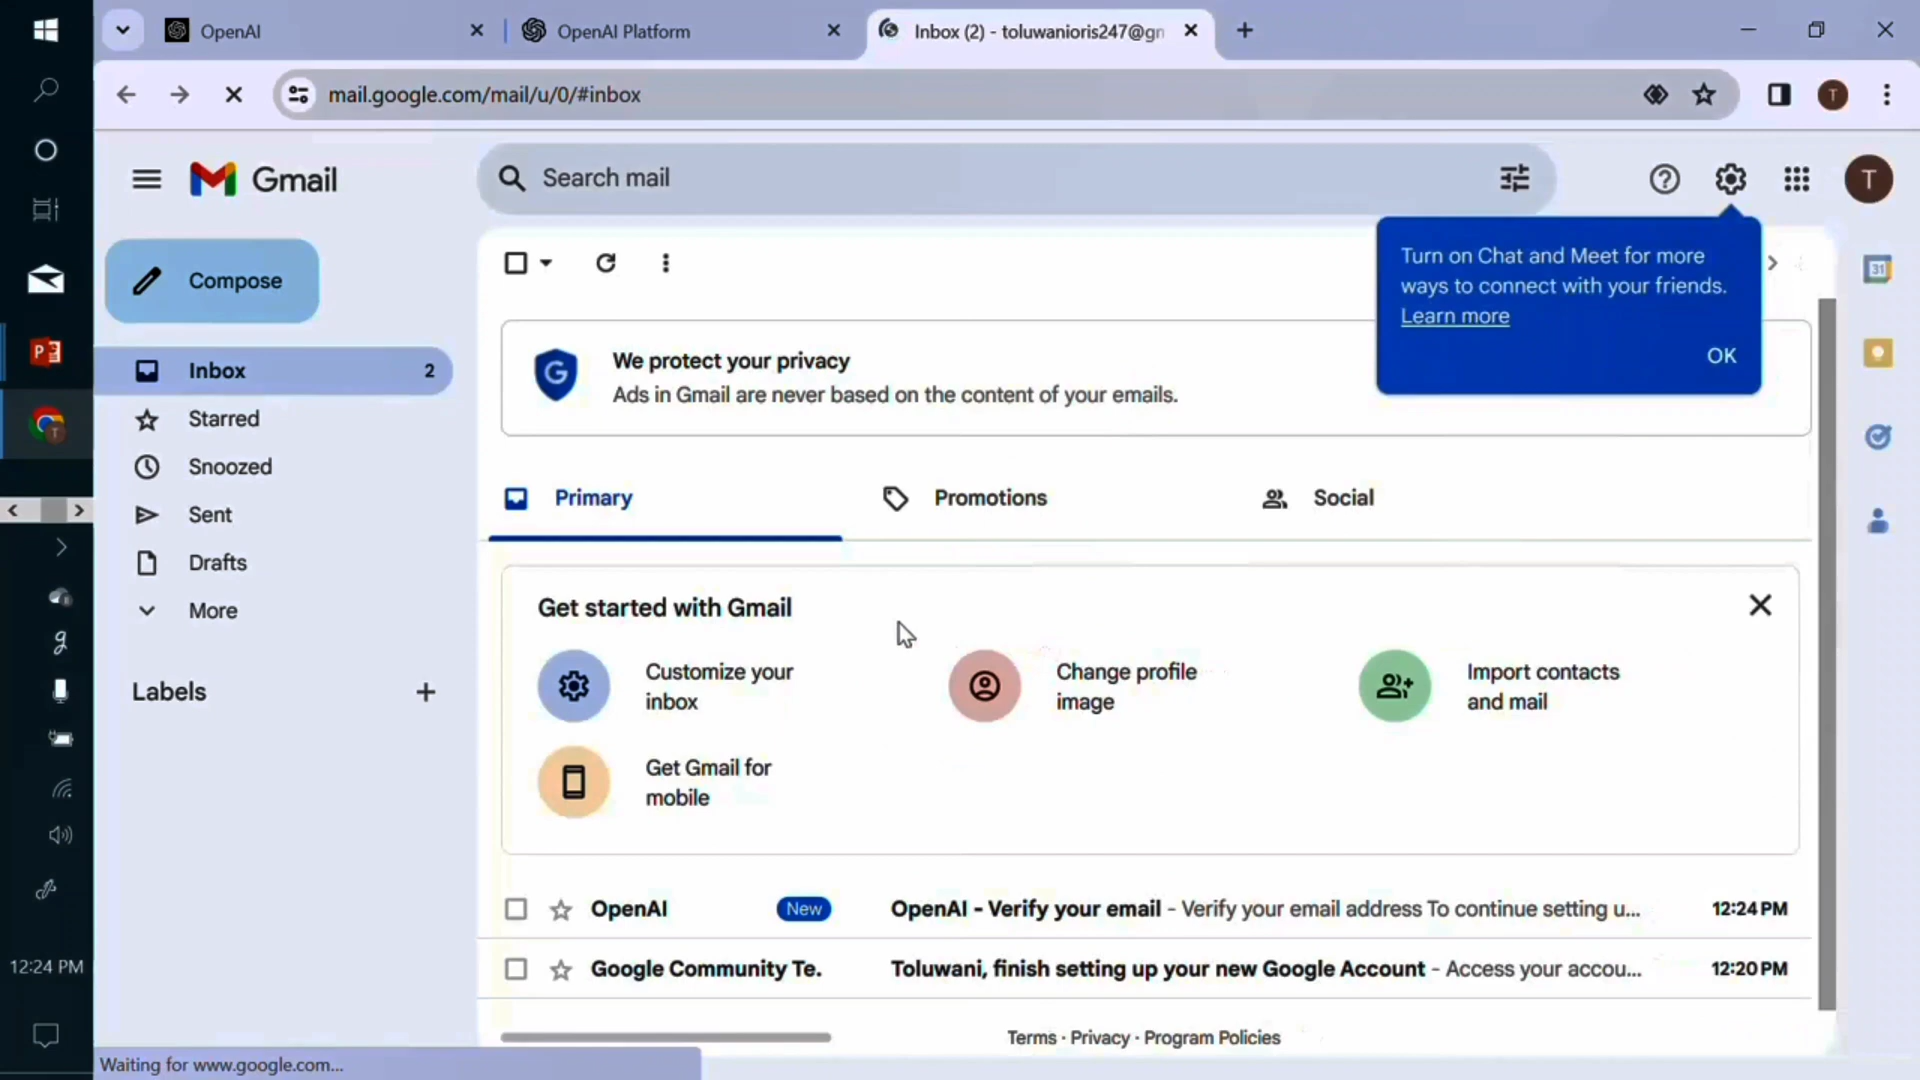 OpenAI
OpenAI Platform
Inbox (2) - toluwanioris247@gm
mail.google.com/mail/u/0/#inbox
T
Gmail
Search mail
T
Compose
Turn on Chat and Meet for more
ways to connect with your friends.
Learn more
OK
31
We protect your privacy
Ads in Gmail are never based on the content of your emails.
Inbox 2
Starred
Snoozed
Sent
Drafts
More
Labels
Primary
Promotions
Social
Get started with Gmail
Customize your
inbox
Change profile
image
Import contacts
and mail
Get Gmail for
mobile
OpenAI New OpenAI - Verify your email - Verify your email address To continue setting u... 12:24 PM
Google Community Te. Toluwani, finish setting up your new Google Account - Access your accou... 12:20 PM
Terms · Privacy · Program Policies
12:24 PM
Waiting for www.google.com...